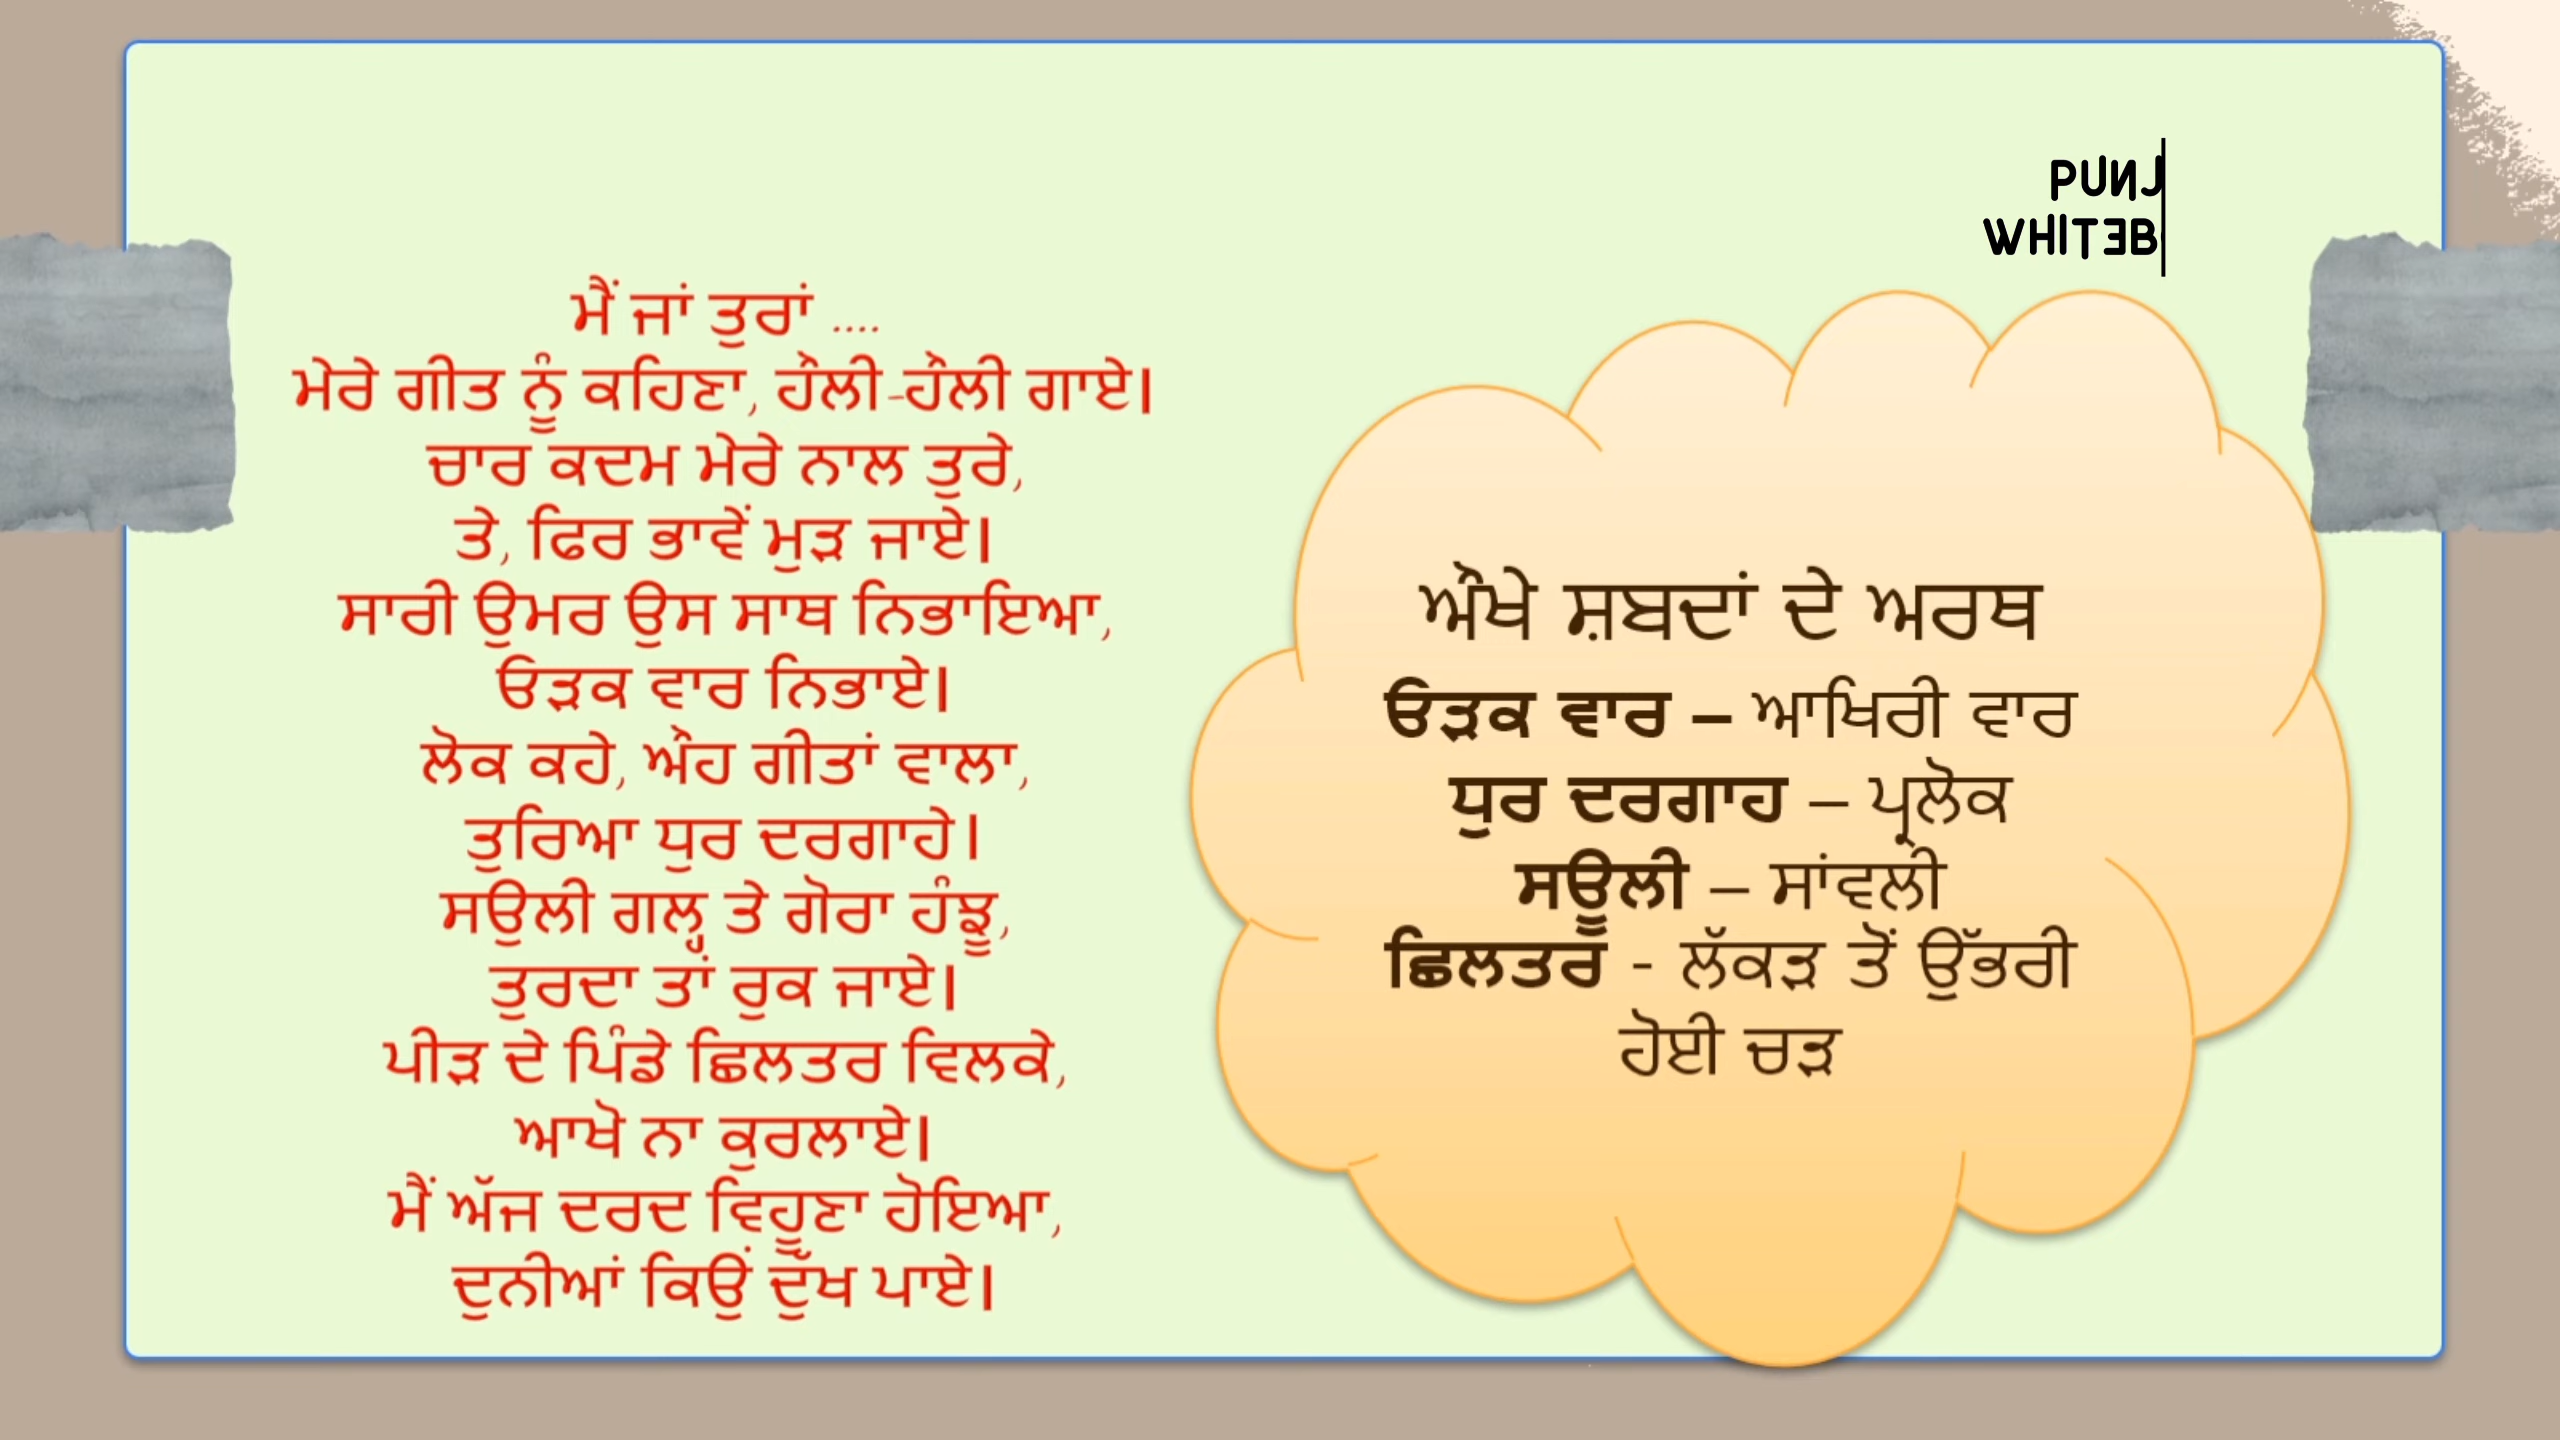 ਮੈਂ ਜਾਂ ਤੁਰਾਂ ....
ਮੇਰੇ ਗੀਤ ਨੂੰ ਕਹਿਣਾ, ਹੌਲੀ-ਹੌਲੀ ਗਾਏ।
ਚਾਰ ਕਦਮ ਮੇਰੇ ਨਾਲ ਤੁਰੇ,
ਤੇ, ਫਿਰ ਭਾਵੇਂ ਮੁੜ ਜਾਏ।
ਸਾਰੀ ਉਮਰ ਉਸ ਸਾਥ ਨਿਭਾਇਆ,
ਓੜਕ ਵਾਰ ਨਿਭਾਏ।
ਲੋਕ ਕਹੇ, ਔਹ ਗੀਤਾਂ ਵਾਲਾ,
ਤੁਰਿਆ ਧੁਰ ਦਰਗਾਹੇ।
ਸਉਲੀ ਗਲ੍ਹ ਤੇ ਗੋਰਾ ਹੰਝੂ,
ਤੁਰਦਾ ਤਾਂ ਰੁਕ ਜਾਏ।
ਪੀੜ ਦੇ ਪਿੰਡੇ ਛਿਲਤਰ ਵਿਲਕੇ,
ਆਖੋ ਨਾ ਕੁਰਲਾਏ।
ਮੈਂ ਅੱਜ ਦਰਦ ਵਿਹੂਣਾ ਹੋਇਆ,
ਦੁਨੀਆਂ ਕਿਉਂ ਦੁੱਖ ਪਾਏ।
PUNJ
WHITEB
ਔਖੇ ਸ਼ਬਦਾਂ ਦੇ ਅਰਥ
ਓੜਕ ਵਾਰ – ਆਖਿਰੀ ਵਾਰ
ਧੁਰ ਦਰਗਾਹ – ਪ੍ਰਲੋਕ
ਸਊਲੀ – ਸਾਂਵਲੀ
ਛਿਲਤਰ - ਲੱਕੜ ਤੋਂ ਉੱਭਰੀ
ਹੋਈ ਚੜ